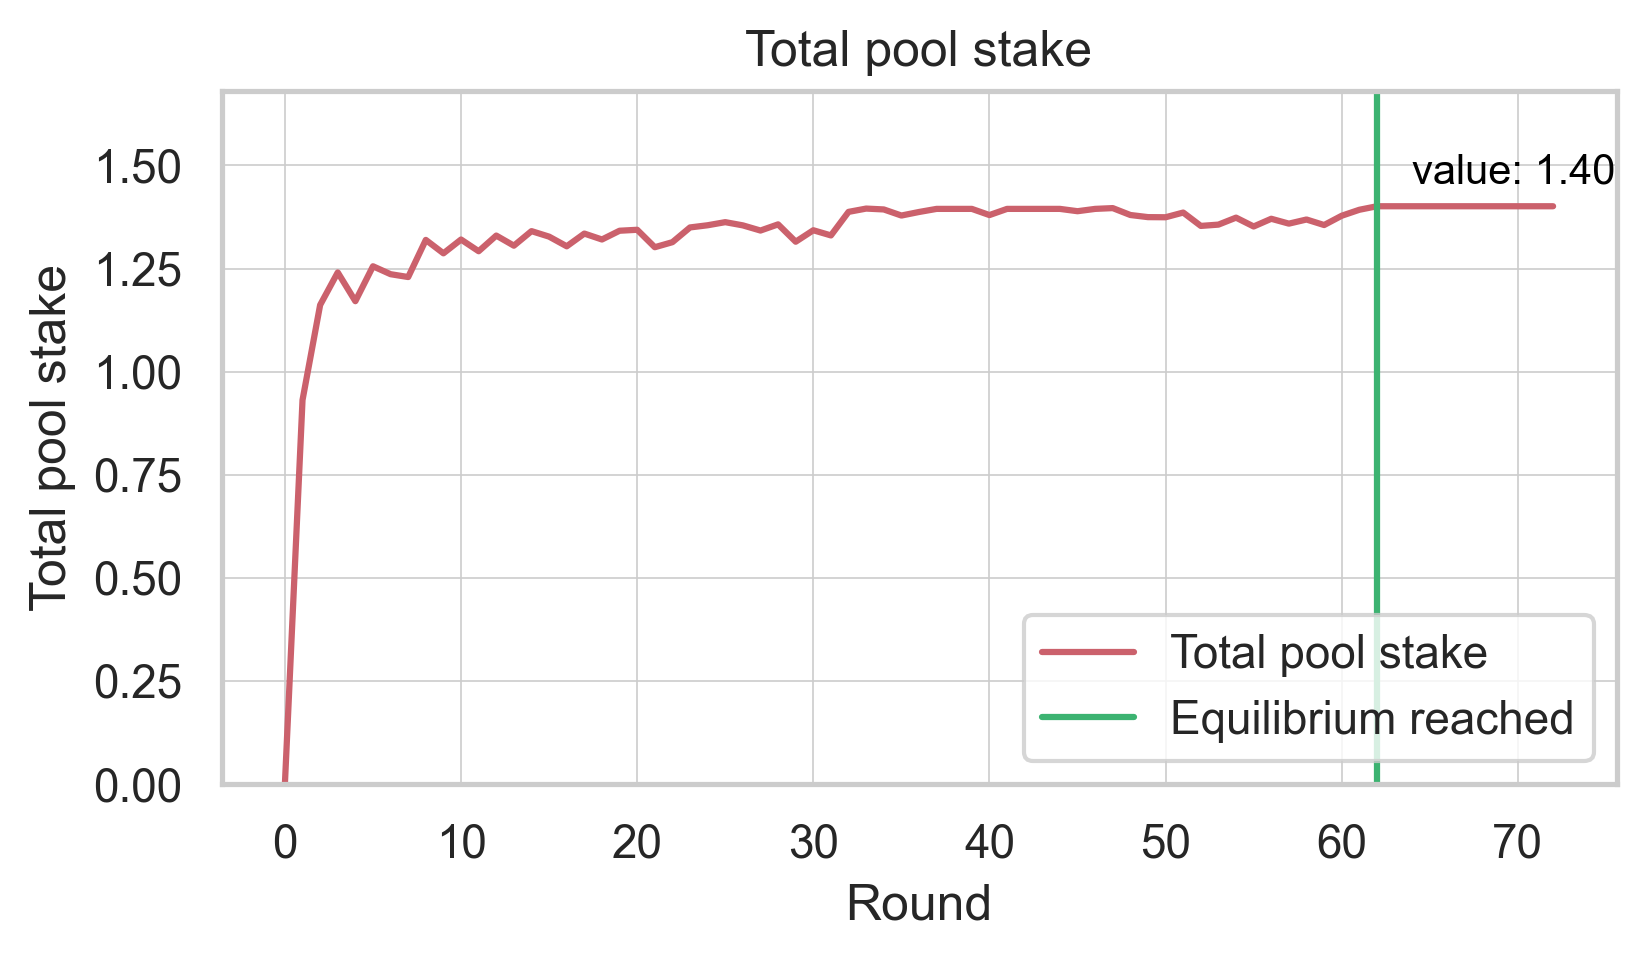 Total pool stake
Total pool stake
1.50
1.25
1.00
0.75
0.50
0.25
0.00
value: 1.40
Total pool stake
Equilibrium reached
0 10 20 30 40 50 60 70
Round